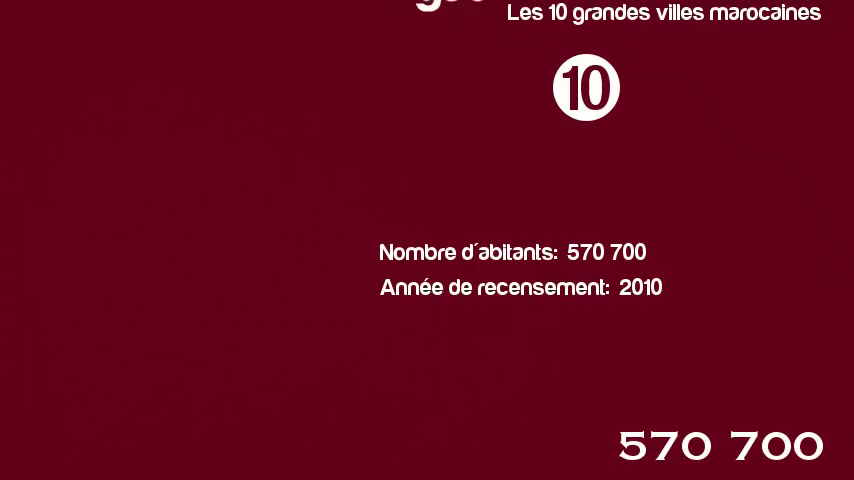 Les 10 grandes villes marocaines
10
Nombre d´abitants: 570 700
Année de recensement: 2010
570 700